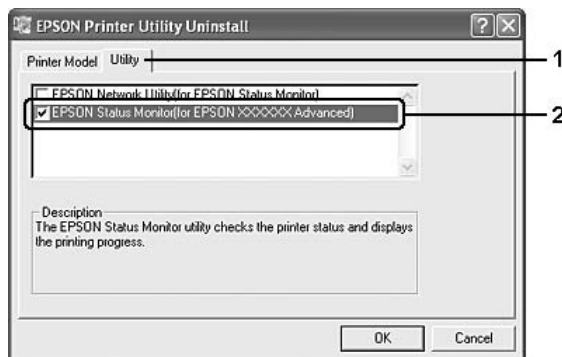 EPSON Printer Utility Uninstall
Printer Model Utility
1
EPSON Network Utility(for EPSON Status Monitor)
EPSON Status Monitor(for EPSON XXXXXX Advanced)
2
Description
The EPSON Status Monitor utility checks the printer status and displays
the printing progress.
OK Cancel